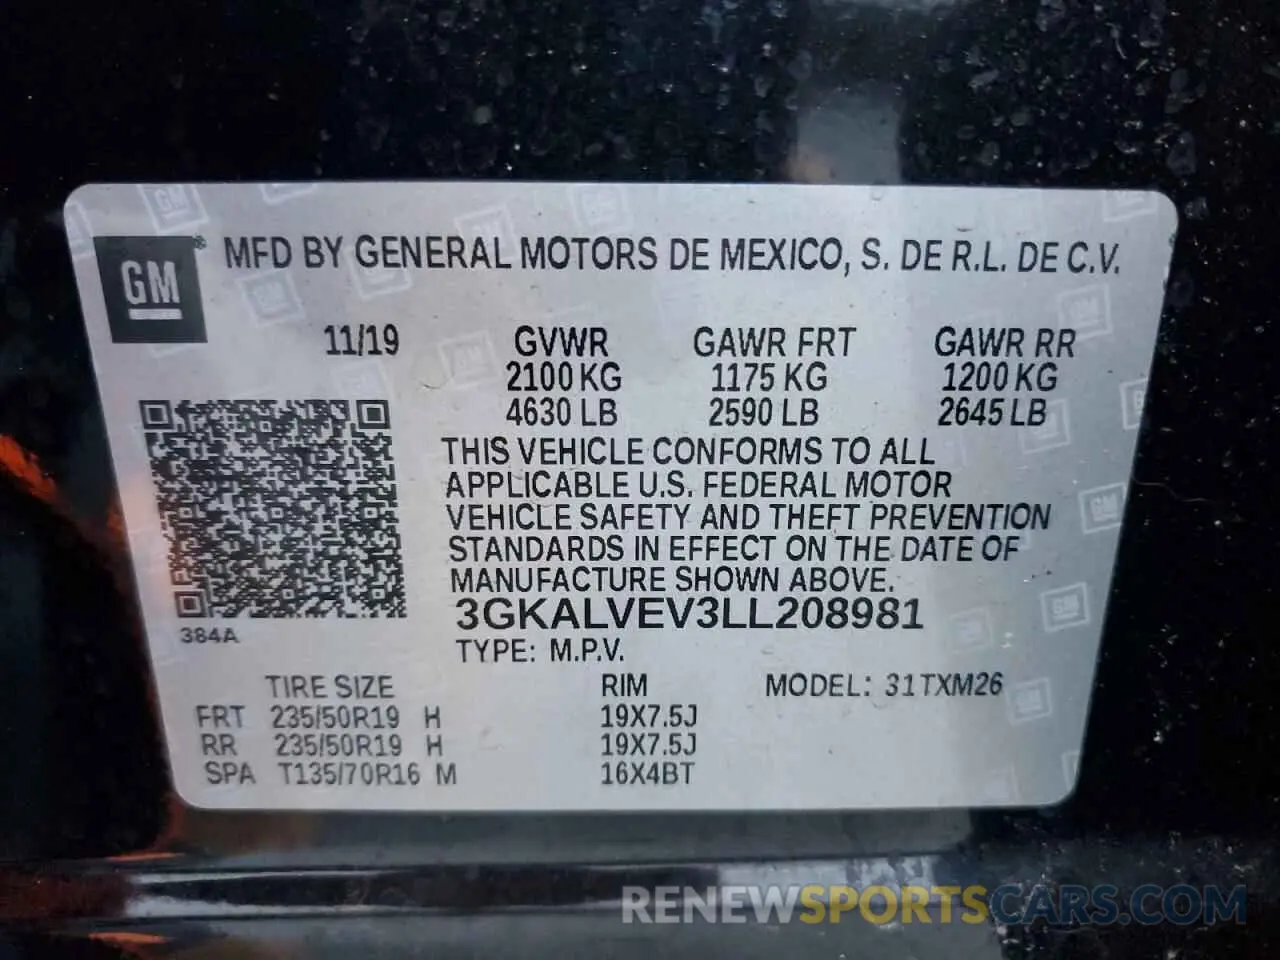 GM
® MFD BY GENERAL MOTORS DE MEXICO, S. DE R.L. DE C.V.
11/19 GVWR GAWR FRT GAWR RR
2100 KG 1175 KG 1200 KG
4630 LB 2590 LB 2645 LB
THIS VEHICLE CONFORMS TO ALL
APPLICABLE U.S. FEDERAL MOTOR
VEHICLE SAFETY AND THEFT PREVENTION
STANDARDS IN EFFECT ON THE DATE OF
MANUFACTURE SHOWN ABOVE.
3GKALVEV3LL208981
384A
TYPE: M.P.V.
TIRE SIZE RIM MODEL: 31TXM26
FRT 235/50R19 H 19X7.5J
RR 235/50R19 H 19X7.5J
SPA T135/70R16 M 16X4BT
RENEWSPORTSCARS.COM